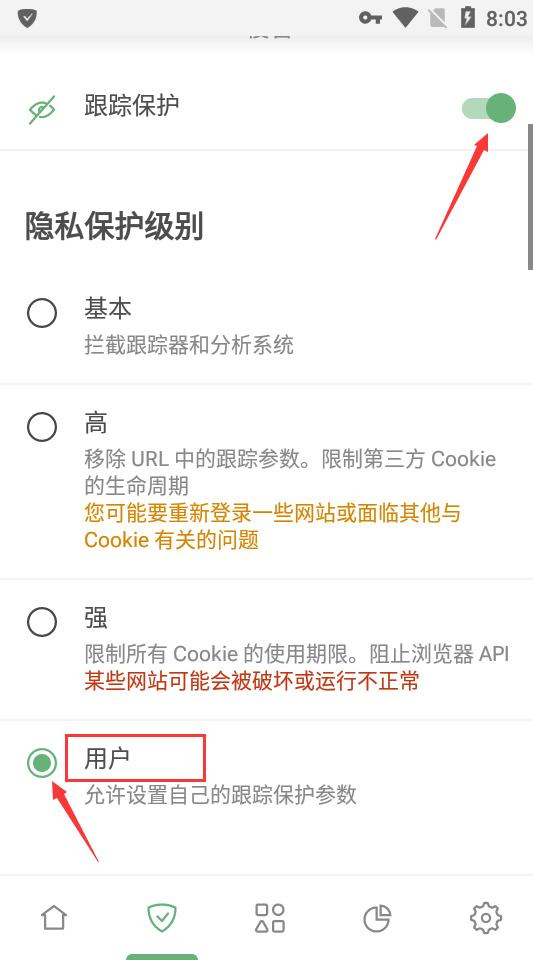 8:03
跟踪保护
隐私保护级别
基本
拦截跟踪器和分析系统
高
移除 URL 中的跟踪参数。限制第三方 Cookie
的生命周期
您可能要重新登录一些网站或面临其他与
Cookie 有关的问题
强
限制所有 Cookie 的使用期限。阻止浏览器 API
某些网站可能会被破坏或运行不正常
用户
允许设置自己的跟踪保护参数